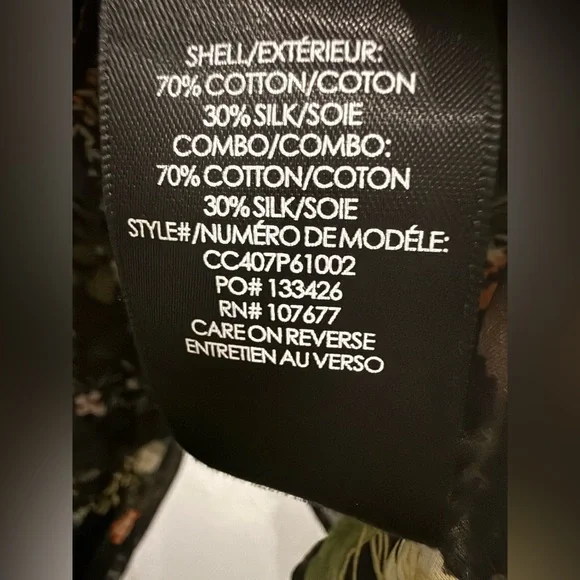 SHELL/EXTÉRIEUR:
70% COTTON/COTON
30% SILK/SOIE
COMBO/COMBO:
70% COTTON/COTON
30% SILK/SOIE
STYLE#/NUMÉRO DE MODÉLE:
CC407P61002
PO# 133426
RN# 107677
CARE ON REVERSE
ENTRETIEN AU VERSO